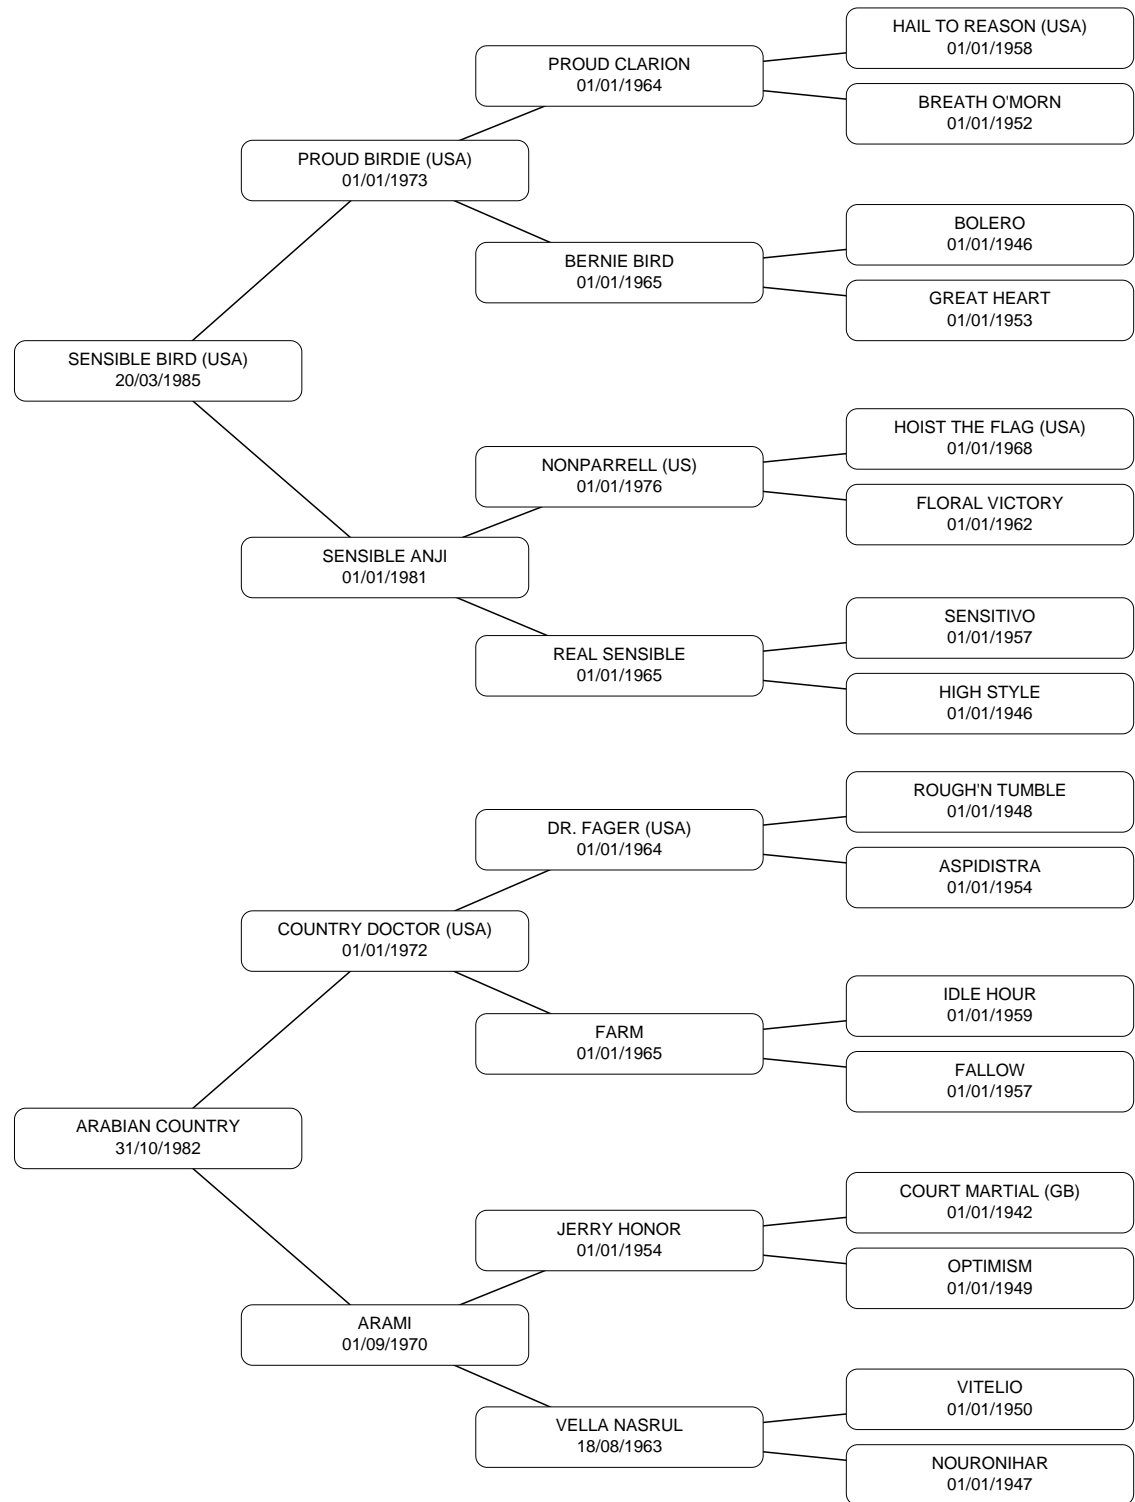 HAIL TO REASON (USA)
01/01/1958
PROUD CLARION
01/01/1964
BREATH O'MORN
01/01/1952
PROUD BIRDIE (USA)
01/01/1973
BOLERO
01/01/1946
BERNIE BIRD
01/01/1965
GREAT HEART
01/01/1953
SENSIBLE BIRD (USA)
20/03/1985
HOIST THE FLAG (USA)
01/01/1968
NONPARRELL (US)
01/01/1976
FLORAL VICTORY
01/01/1962
SENSIBLE ANJI
01/01/1981
SENSITIVO
01/01/1957
REAL SENSIBLE
01/01/1965
HIGH STYLE
01/01/1946
ROUGH'N TUMBLE
01/01/1948
DR. FAGER (USA)
01/01/1964
ASPIDISTRA
01/01/1954
COUNTRY DOCTOR (USA)
01/01/1972
IDLE HOUR
01/01/1959
FARM
01/01/1965
FALLOW
01/01/1957
ARABIAN COUNTRY
31/10/1982
COURT MARTIAL (GB)
01/01/1942
JERRY HONOR
01/01/1954
OPTIMISM
01/01/1949
ARAMI
01/09/1970
VITELIO
01/01/1950
VELLA NASRUL
18/08/1963
NOURONIHAR
01/01/1947